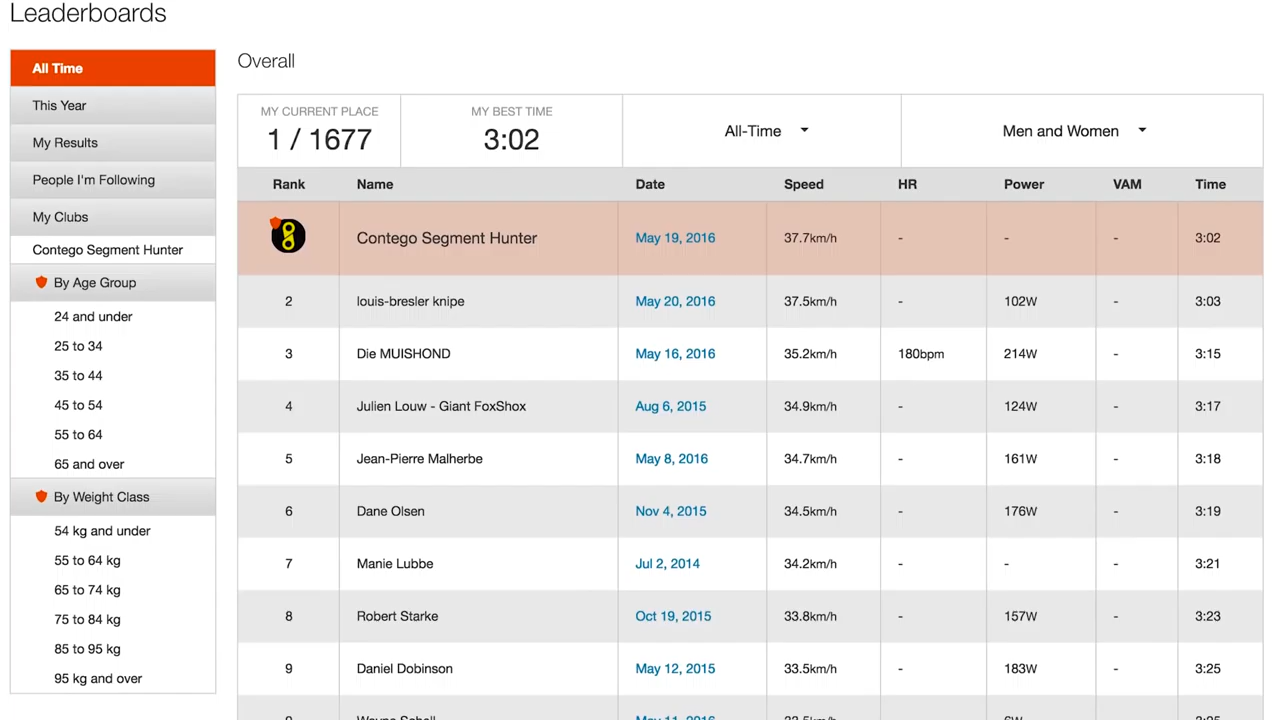 Leaderboards
All Time
This Year
My Results
People I'm Following
My Clubs
Contego Segment Hunter
By Age Group
24 and under
25 to 34
35 to 44
45 to 54
55 to 64
65 and over
By Weight Class
54 kg and under
55 to 64 kg
65 to 74 kg
75 to 84 kg
85 to 95 kg
95 kg and over
Overall
MY CURRENT PLACE
1 / 1677
MY BEST TIME
3:02
All-Time
Men and Women
Rank Name Date Speed HR Power VAM Time
Contego Segment Hunter May 19, 2016 37.7km/h - - - 3:02
2 louis-bresler knipe May 20, 2016 37.5km/h - 102W - 3:03
3 Die MUISHOND May 16, 2016 35.2km/h 180bpm 214W - 3:15
4 Julien Louw - Giant FoxShox Aug 6, 2015 34.9km/h - 124W - 3:17
5 Jean-Pierre Malherbe May 8, 2016 34.7km/h - 161W - 3:18
6 Dane Olsen Nov 4, 2015 34.5km/h - 176W - 3:19
7 Manie Lubbe Jul 2, 2014 34.2km/h - - - 3:21
8 Robert Starke Oct 19, 2015 33.8km/h - 157W - 3:23
9 Daniel Dobinson May 12, 2015 33.5km/h - 183W - 3:25